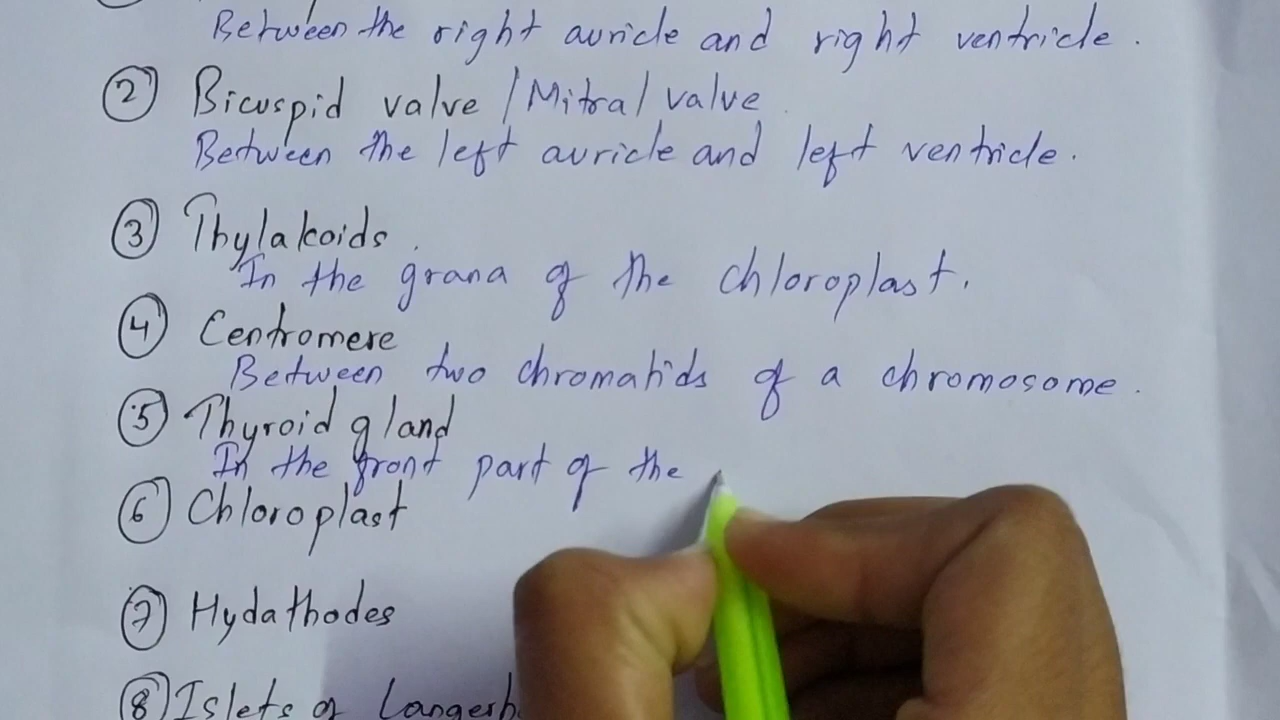 Between the right auricle and right ventricle.
② Bicuspid valve / Mitral valve
Between the left auricle and left ventricle.
③ Thylakoids.
In the grana of the chloroplast.
④ Centromere
Between two chromatids of a chromosome.
⑤ Thyroid gland
In the front part of the
⑥ Chloroplast
⑦ Hydathodes
⑧ Islets of Langerh